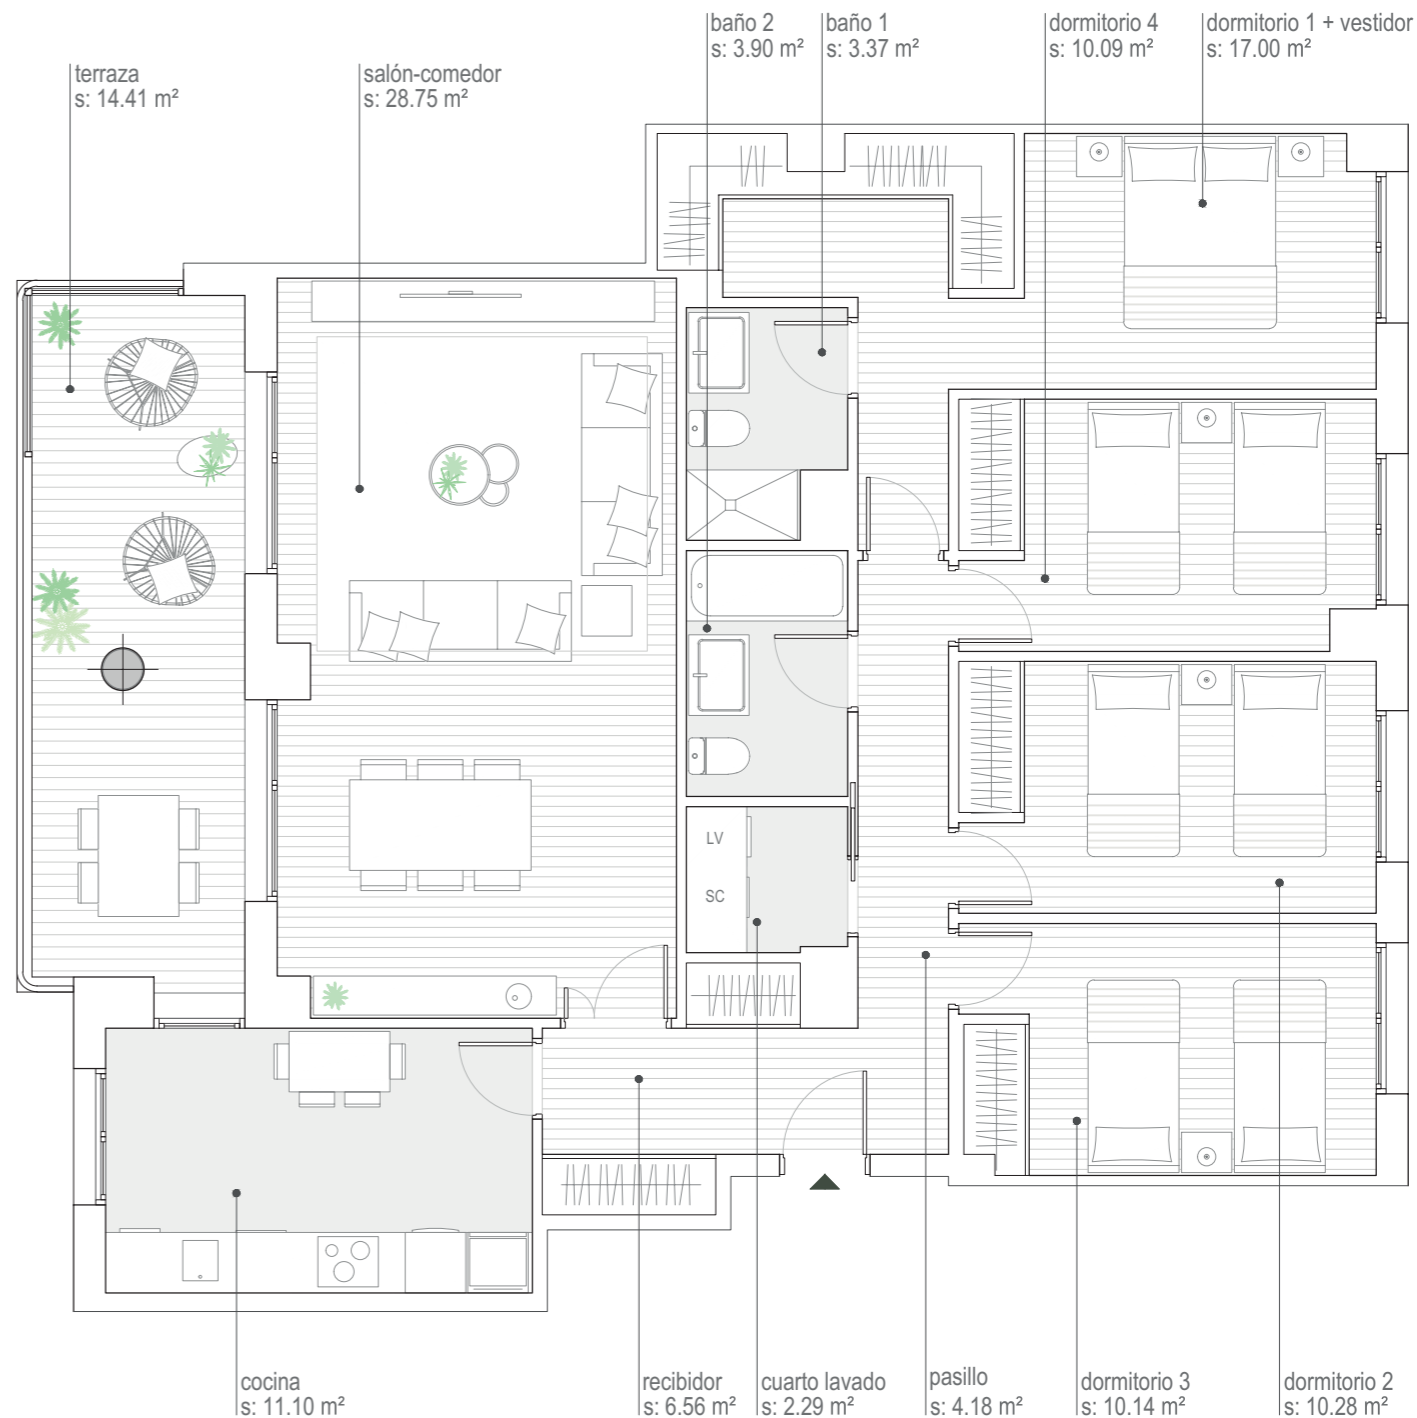 baño 2
s: 3.90 m²
baño 1
s: 3.37 m²
dormitorio 4
s: 10.09 m²
dormitorio 1 + vestidor
s: 17.00 m²
terraza
s: 14.41 m²
salón-comedor
s: 28.75 m²
LV
SC
cocina
s: 11.10 m²
recibidor
s: 6.56 m²
cuarto lavado
s: 2.29 m²
pasillo
s: 4.18 m²
dormitorio 3
s: 10.14 m²
dormitorio 2
s: 10.28 m²